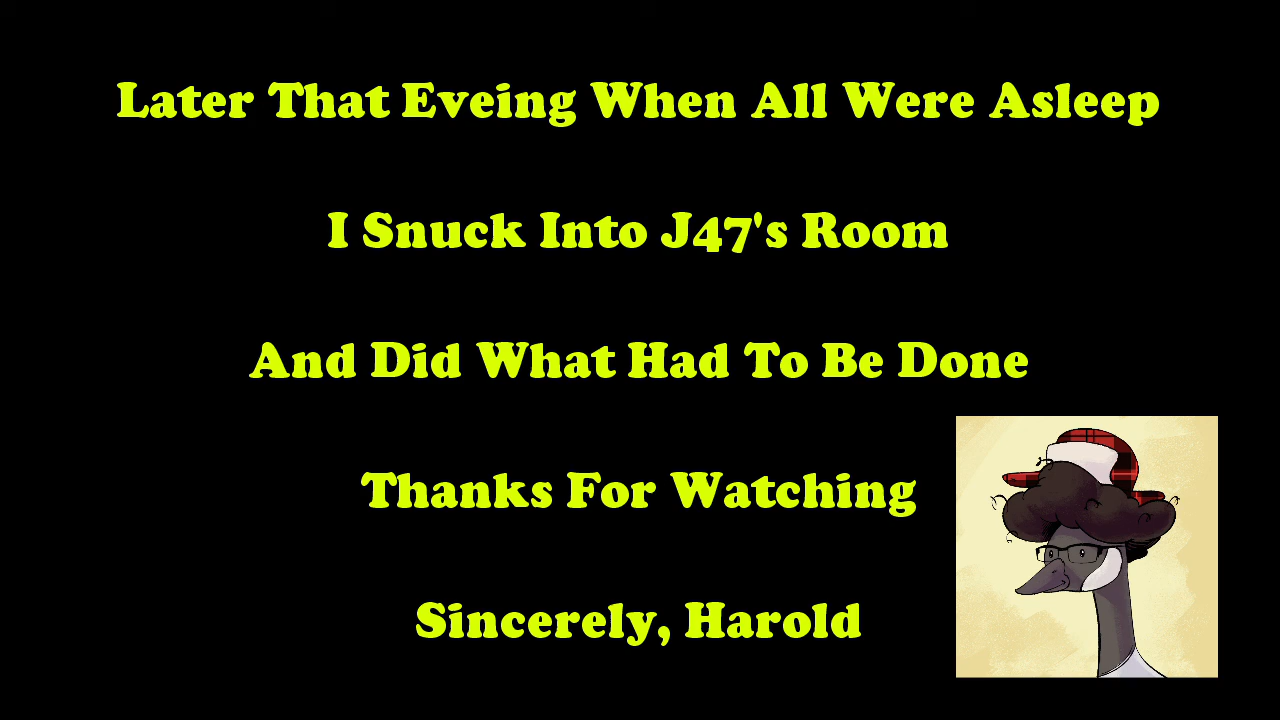 Later That Eveing When All Were Asleep
I Snuck Into J47's Room
And Did What Had To Be Done
Thanks For Watching
Sincerely, Harold